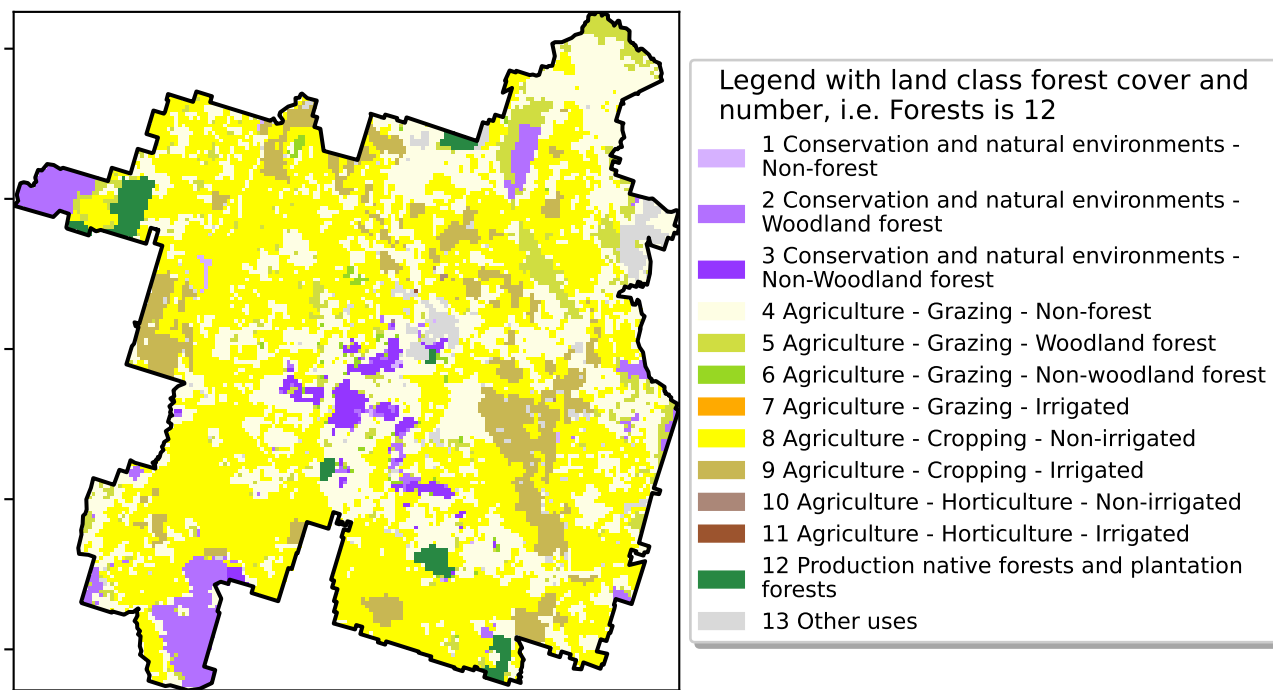 Legend with land class forest cover and
number, i.e. Forests is 12
1 Conservation and natural environments -
Non-forest
2 Conservation and natural environments -
Woodland forest
3 Conservation and natural environments -
Non-Woodland forest
4 Agriculture - Grazing - Non-forest
5 Agriculture - Grazing - Woodland forest
6 Agriculture - Grazing - Non-woodland forest
7 Agriculture - Grazing - Irrigated
8 Agriculture - Cropping - Non-irrigated
9 Agriculture - Cropping - Irrigated
10 Agriculture - Horticulture - Non-irrigated
11 Agriculture - Horticulture - Irrigated
12 Production native forests and plantation
forests
13 Other uses